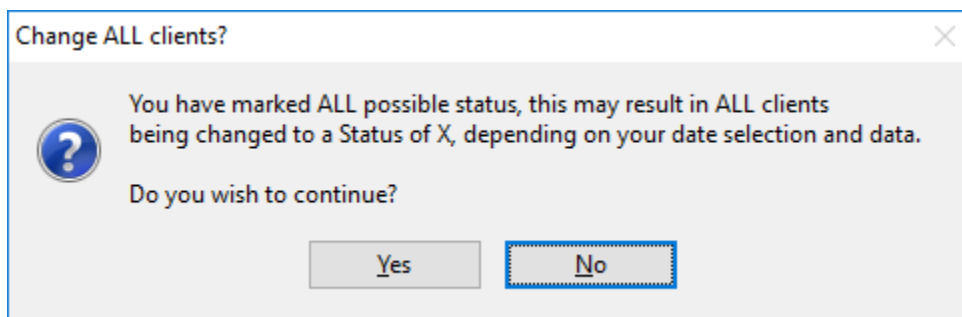 Change ALL clients?
You have marked ALL possible status, this may result in ALL clients
being changed to a Status of X, depending on your date selection and data.
Do you wish to continue?
Yes
No